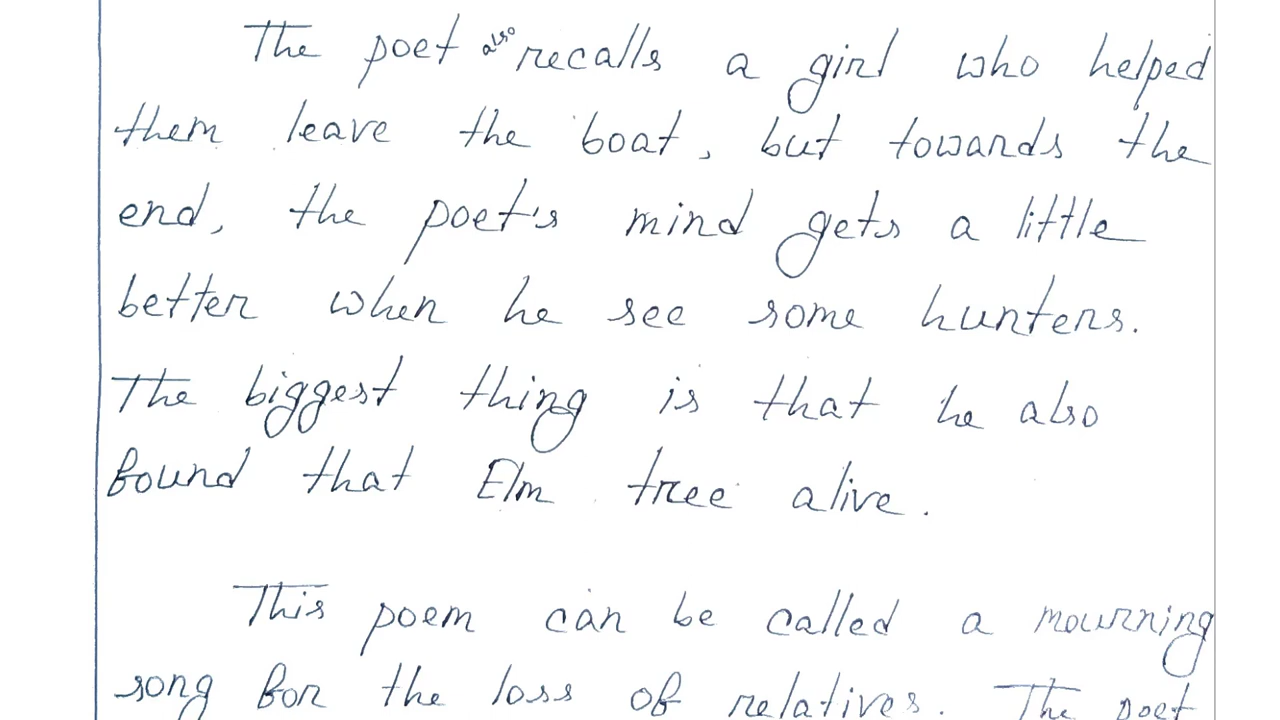 The poet also recalls a girl who helped
them leave the boat, but towards the
end, the poet's mind gets a little
better when he see some hunters.
The biggest thing is that he also
found that Elm tree alive.
This poem can be called a mourning
song for the loss of relatives. The poet